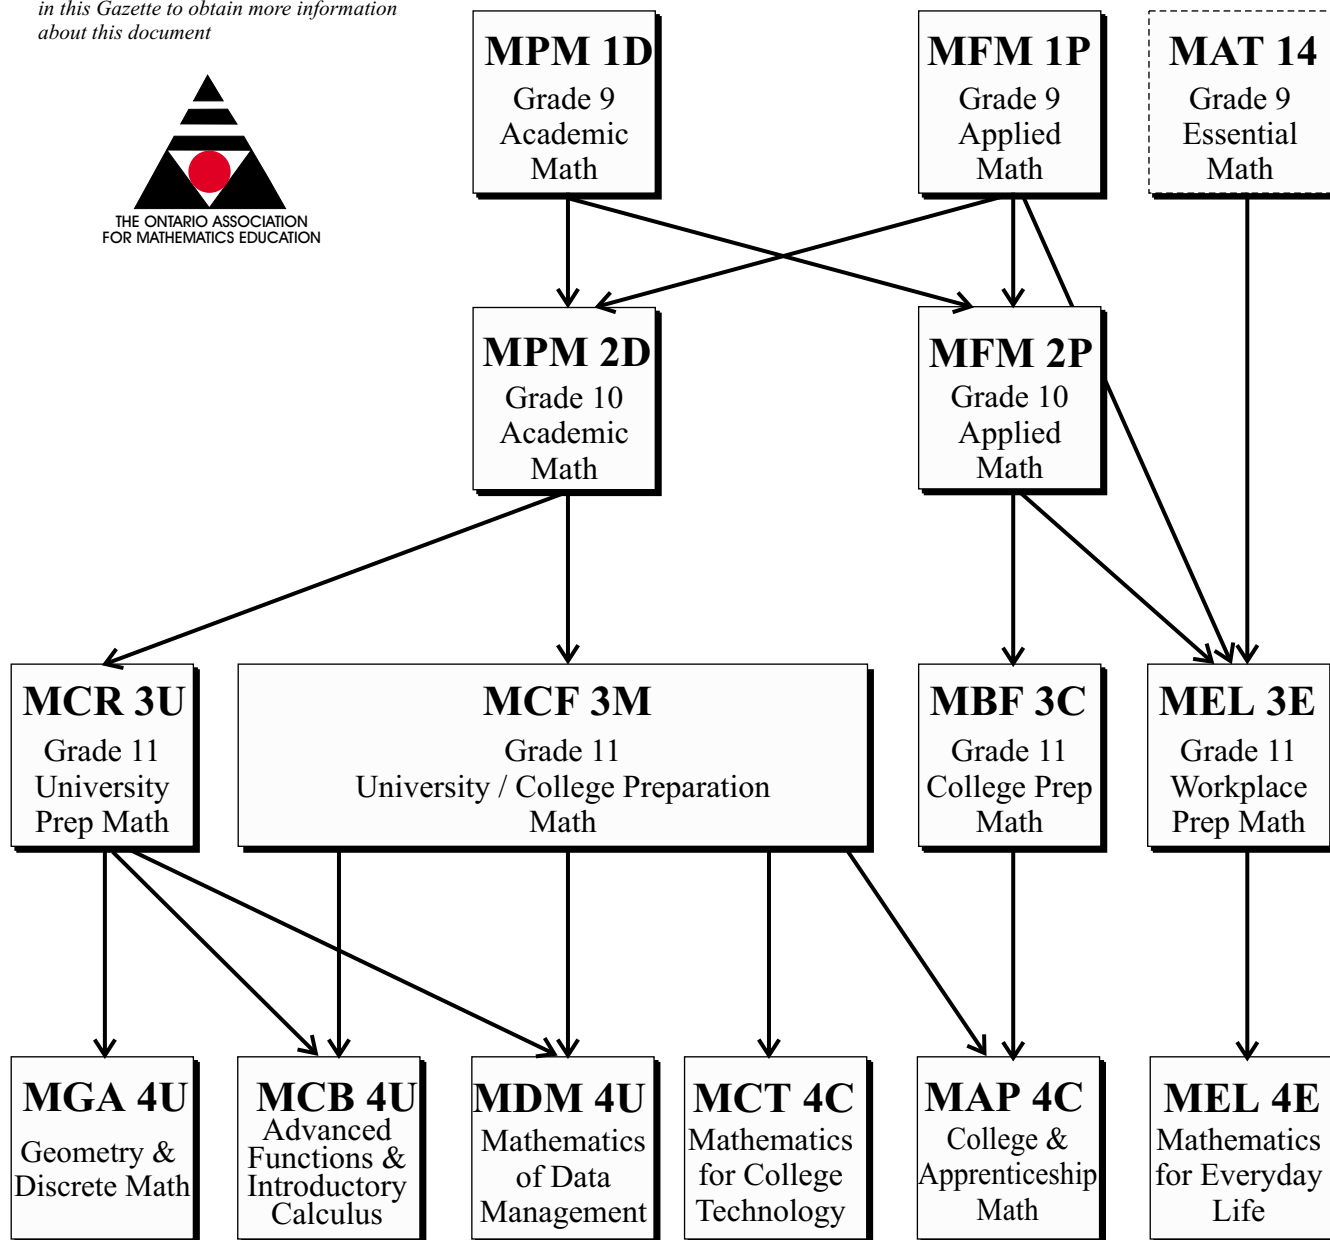 in this Gazette to obtain more information
about this document
THE ONTARIO ASSOCIATION
FOR MATHEMATICS EDUCATION
MPM 1D
Grade 9
Academic
Math
MFM 1P
Grade 9
Applied
Math
MAT 14
Grade 9
Essential
Math
MPM 2D
Grade 10
Academic
Math
MFM 2P
Grade 10
Applied
Math
MCR 3U
Grade 11
University
Prep Math
MCF 3M
Grade 11
University / College Preparation
Math
MBF 3C
Grade 11
College Prep
Math
MEL 3E
Grade 11
Workplace
Prep Math
MGA 4U
Geometry &
Discrete Math
MCB 4U
Advanced
Functions &
Introductory
Calculus
MDM 4U
Mathematics
of Data
Management
MCT 4C
Mathematics
for College
Technology
MAP 4C
College &
Apprenticeship
Math
MEL 4E
Mathematics
for Everyday
Life